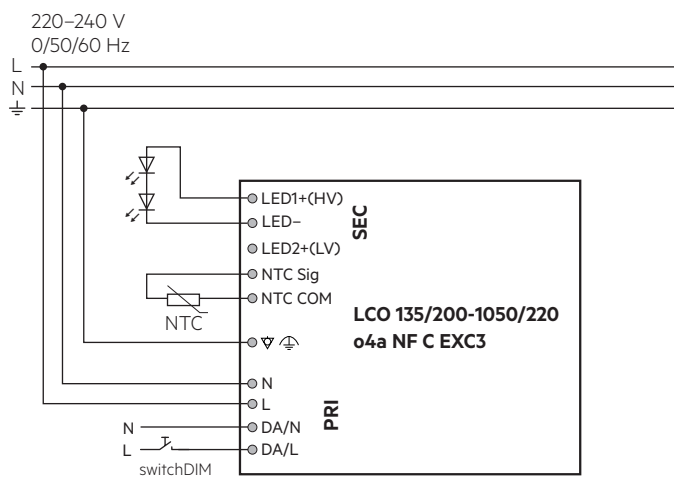 220–240 V
0/50/60 Hz
L
N
LED1+(HV)
LED–
LED2+(LV)
SEC
NTC Sig
NTC COM
NTC
LCO 135/200-1050/220
o4a NF C EXC3
N
L
PRI
N
DA/N
L
DA/L
switchDIM